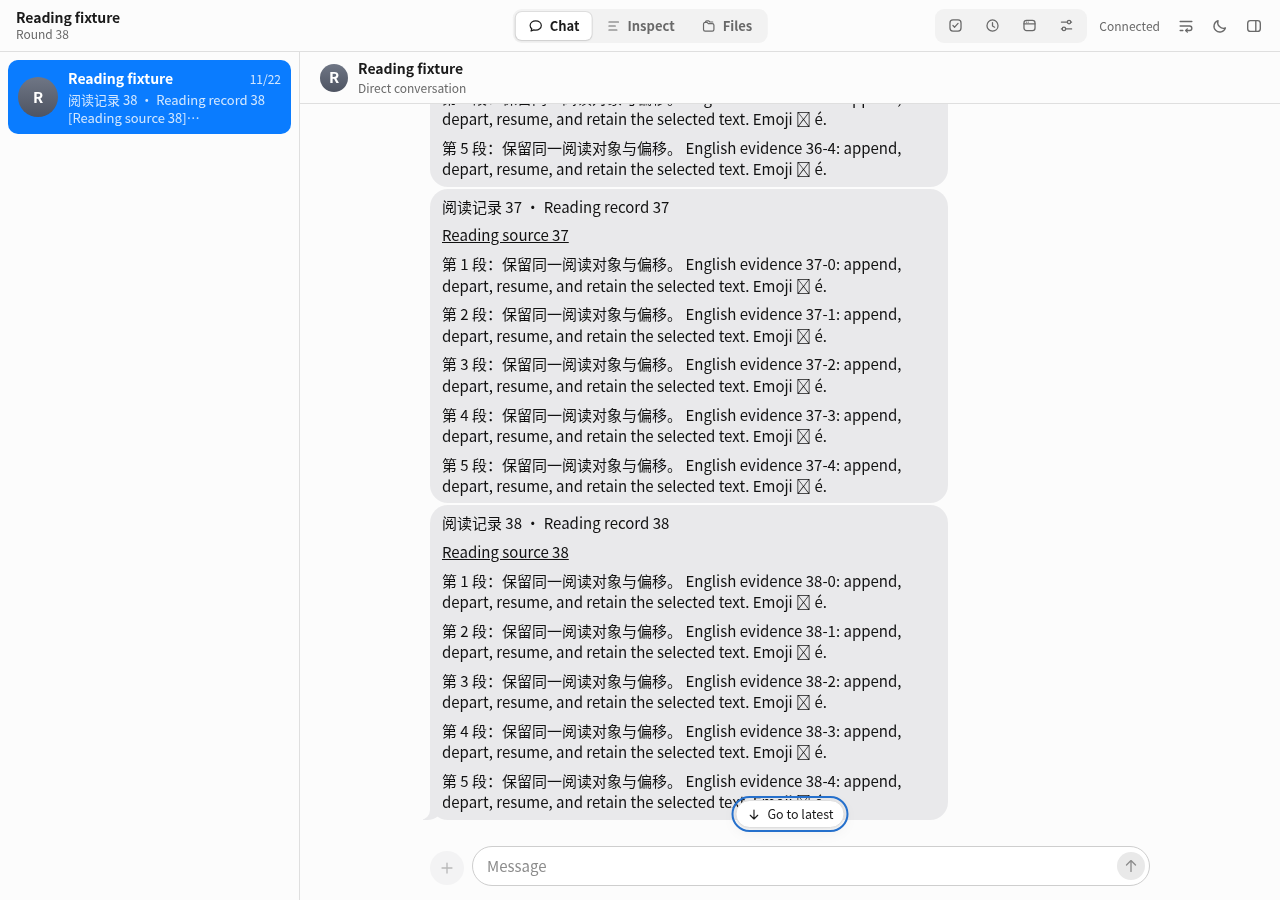 Reading fixture
Round 38
Chat
Inspect
Files
Connected
R
Reading fixture
11/22
阅读记录 38 · Reading record 38
[Reading source 38]…
R
Reading fixture
Direct conversation
depart, resume, and retain the selected text. Emoji é.
第 5 段：保留同一阅读对象与偏移。 English evidence 36-4: append,
depart, resume, and retain the selected text. Emoji é.
阅读记录 37 · Reading record 37
Reading source 37
第 1 段：保留同一阅读对象与偏移。 English evidence 37-0: append,
depart, resume, and retain the selected text. Emoji é.
第 2 段：保留同一阅读对象与偏移。 English evidence 37-1: append,
depart, resume, and retain the selected text. Emoji é.
第 3 段：保留同一阅读对象与偏移。 English evidence 37-2: append,
depart, resume, and retain the selected text. Emoji é.
第 4 段：保留同一阅读对象与偏移。 English evidence 37-3: append,
depart, resume, and retain the selected text. Emoji é.
第 5 段：保留同一阅读对象与偏移。 English evidence 37-4: append,
depart, resume, and retain the selected text. Emoji é.
阅读记录 38 · Reading record 38
Reading source 38
第 1 段：保留同一阅读对象与偏移。 English evidence 38-0: append,
depart, resume, and retain the selected text. Emoji é.
第 2 段：保留同一阅读对象与偏移。 English evidence 38-1: append,
depart, resume, and retain the selected text. Emoji é.
第 3 段：保留同一阅读对象与偏移。 English evidence 38-2: append,
depart, resume, and retain the selected text. Emoji é.
第 4 段：保留同一阅读对象与偏移。 English evidence 38-3: append,
depart, resume, and retain the selected text. Emoji é.
第 5 段：保留同一阅读对象与偏移。 English evidence 38-4: append,
depart, resume, and retain the selected
Go to latest
Message